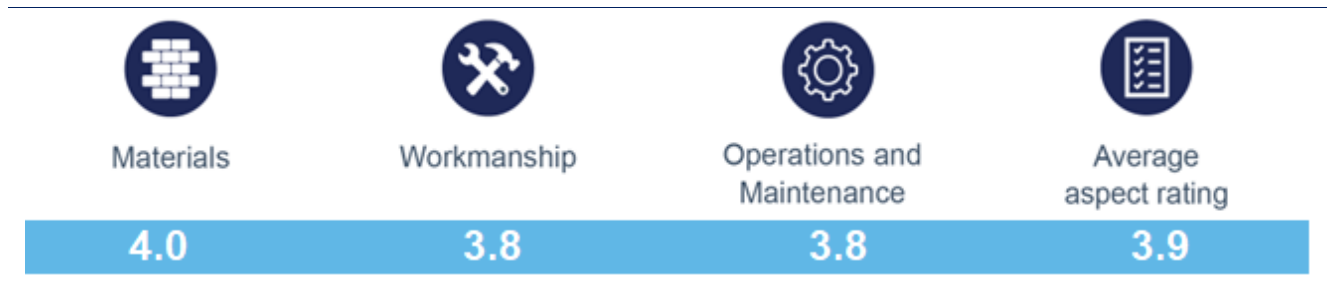 Materials
Workmanship
Operations and
Maintenance
Average
aspect rating
4.0
3.8
3.8
3.9